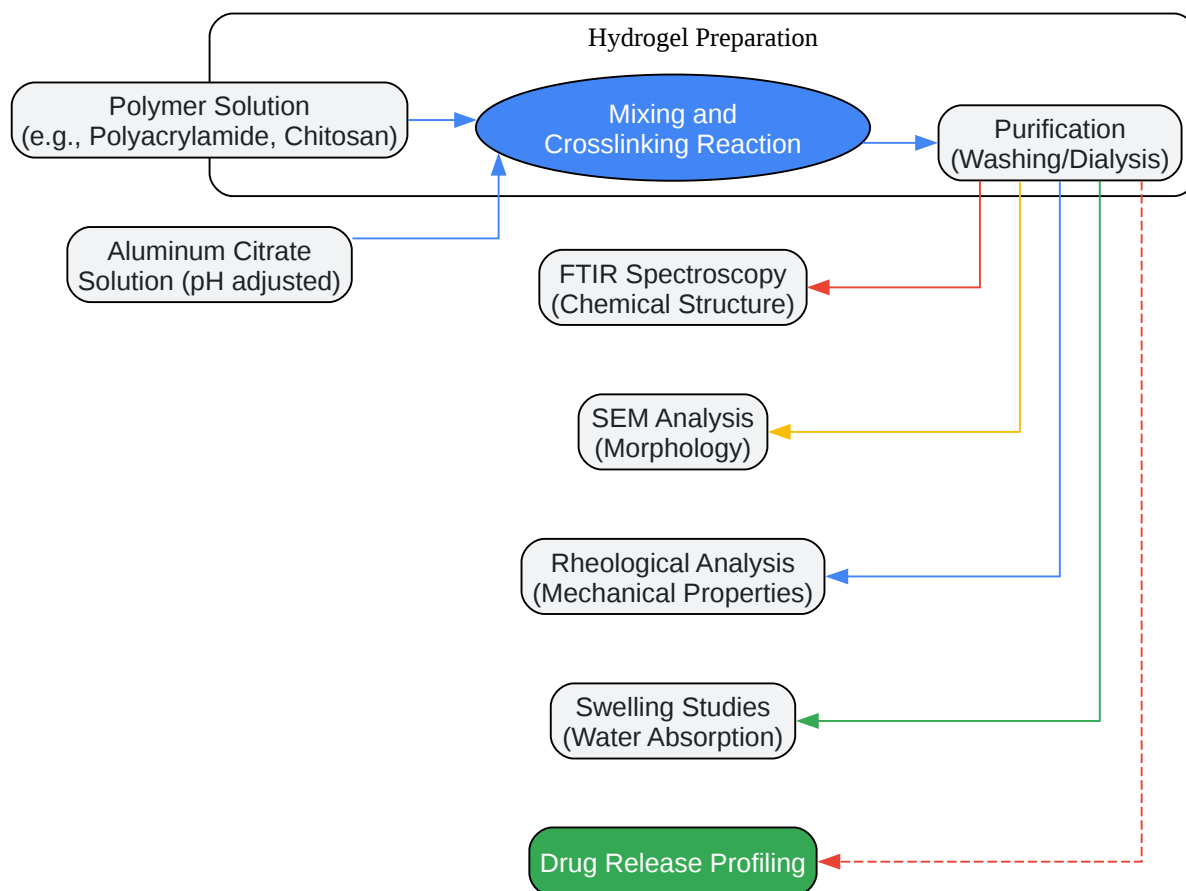 Hydrogel Preparation
Polymer Solution
(e.g., Polyacrylamide, Chitosan)
Mixing and
Crosslinking Reaction
Purification
(Washing/Dialysis)
Aluminum Citrate
Solution (pH adjusted)
FTIR Spectroscopy
(Chemical Structure)
SEM Analysis
(Morphology)
Rheological Analysis
(Mechanical Properties)
Swelling Studies
(Water Absorption)
Drug Release Profiling